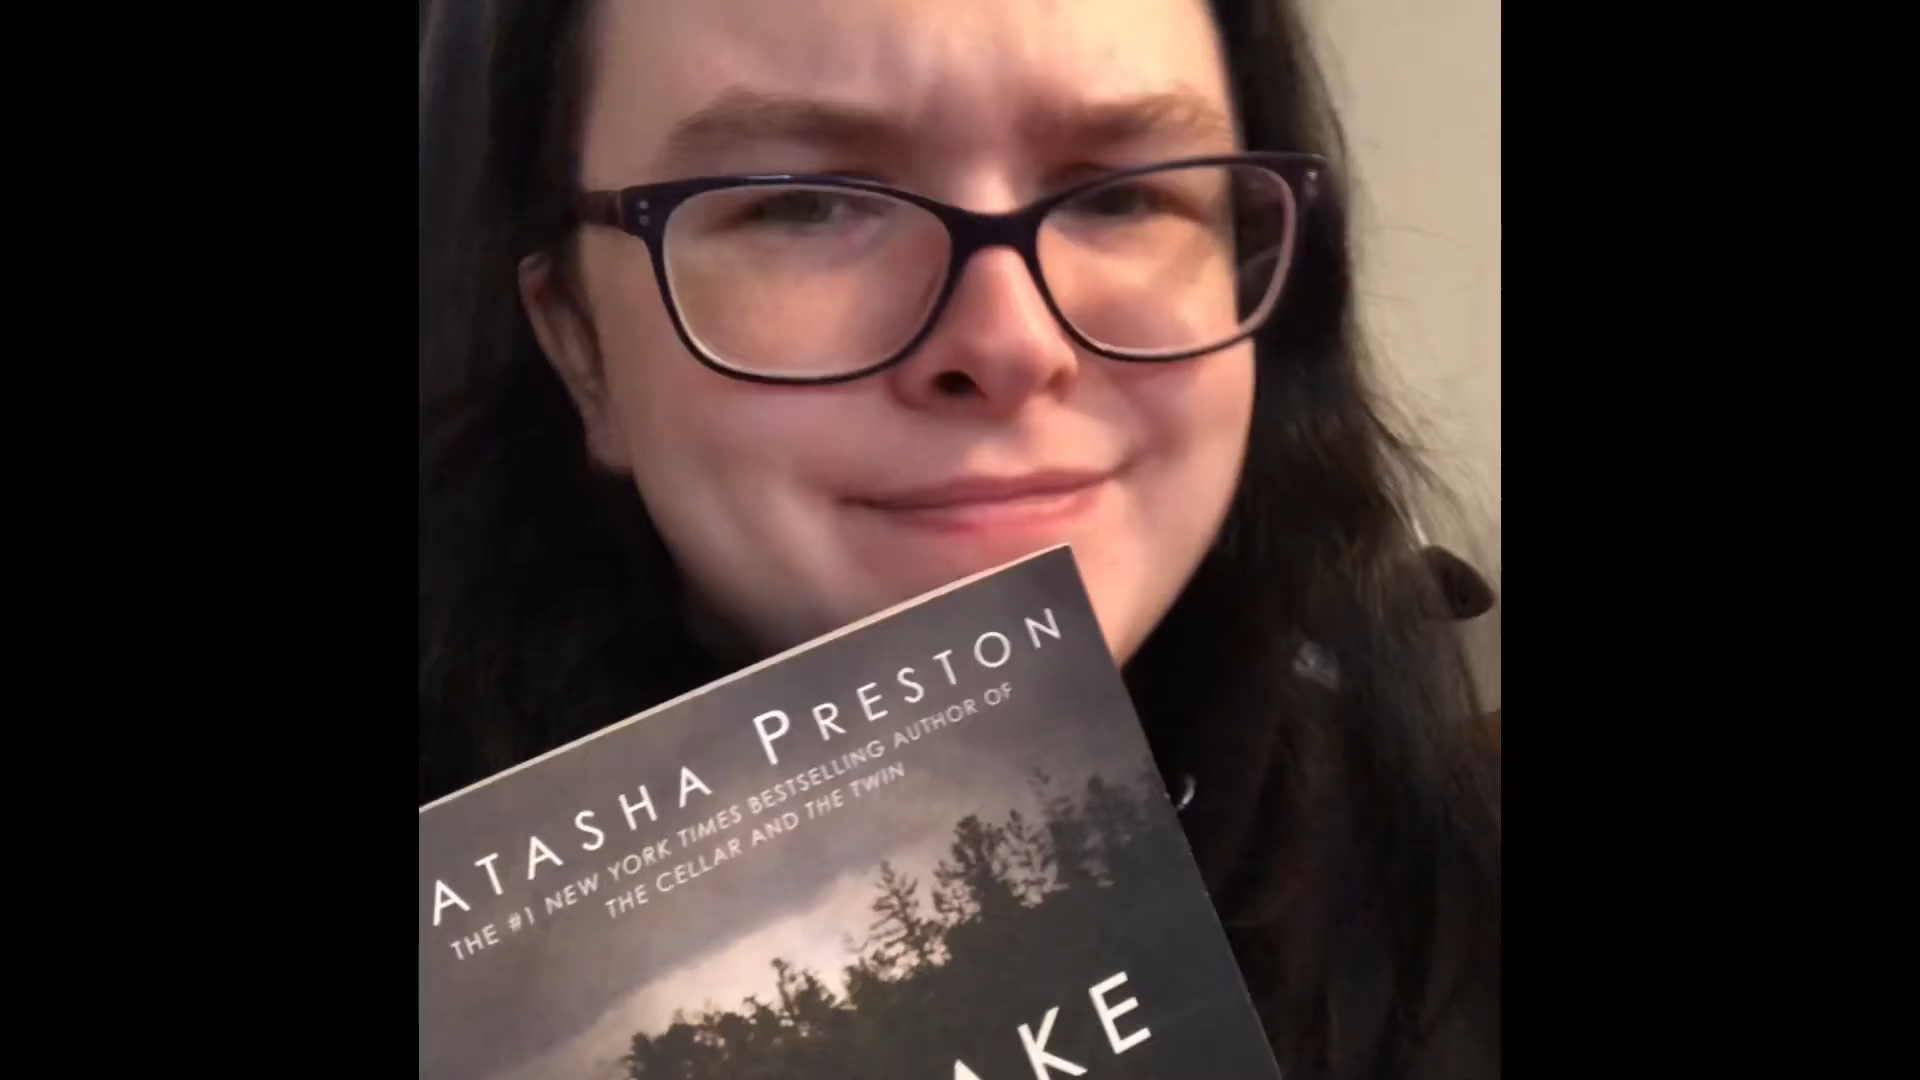 ATASHA PRESTON
THE #1 NEW YORK TIMES BESTSELLING AUTHOR OF
THE CELLAR AND THE TWIN
AKE